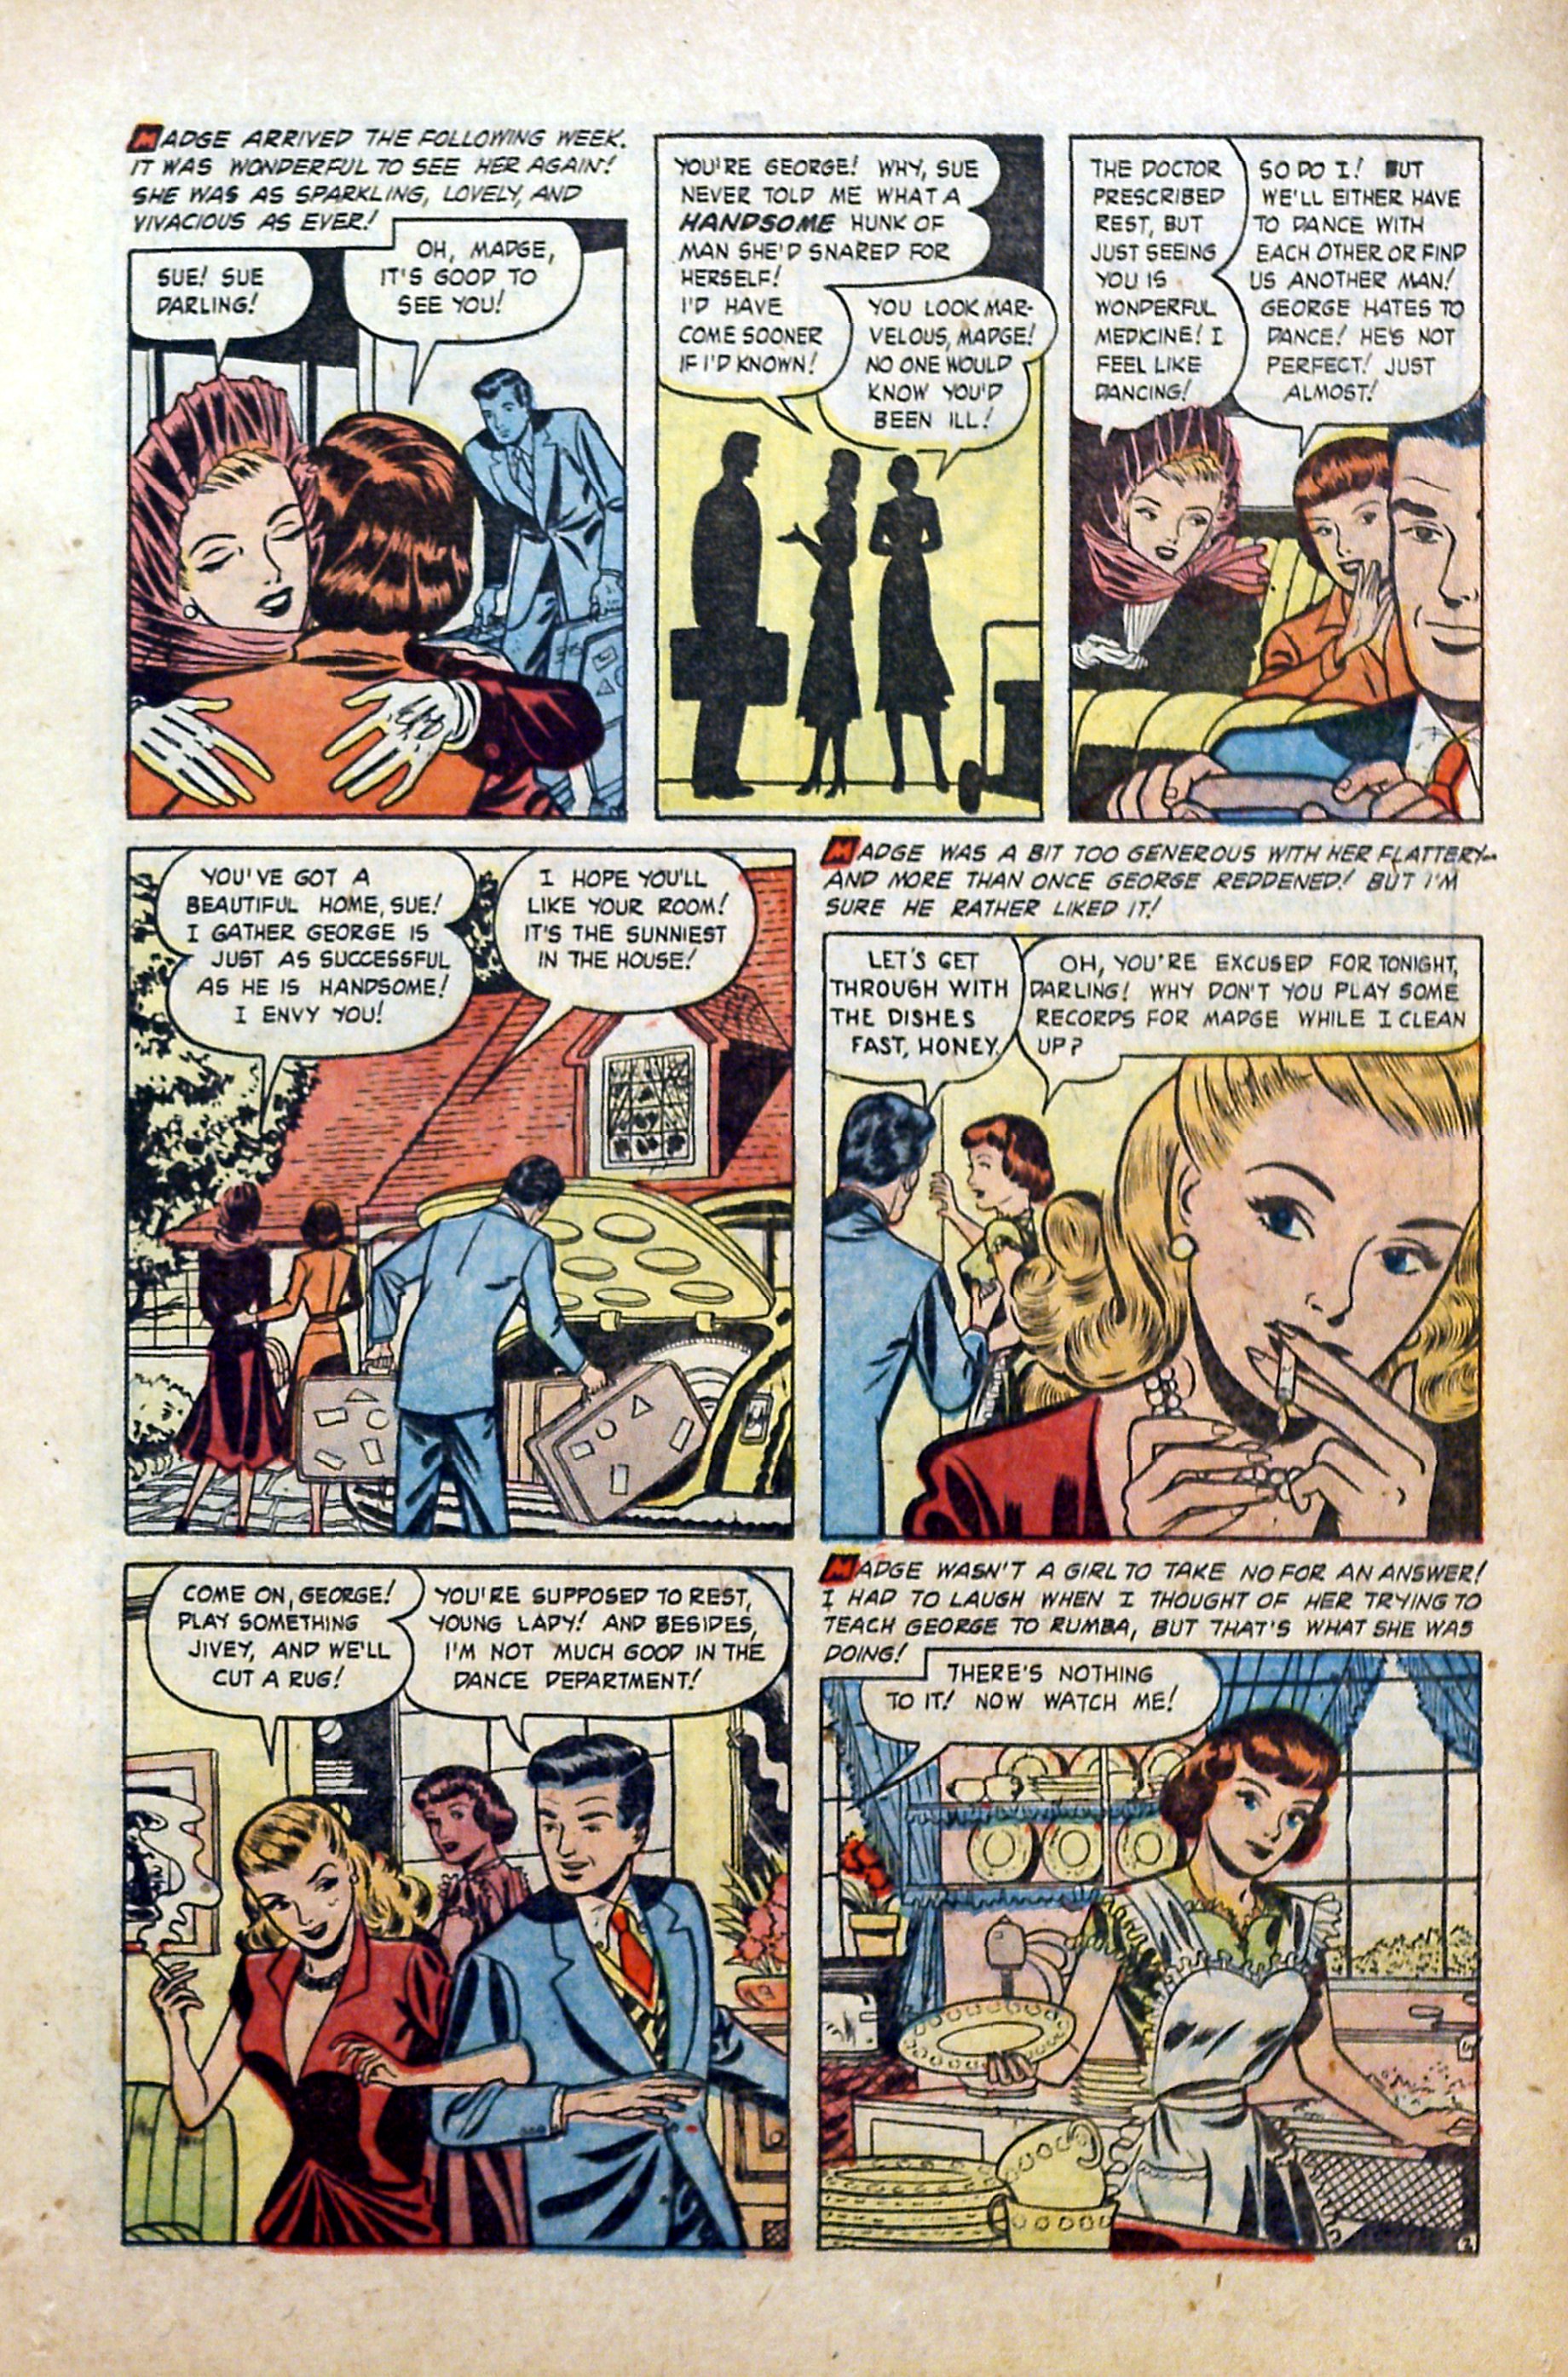 MADGE ARRIVED THE FOLLOWING WEEK.
IT WAS WONDERFUL TO SEE HER AGAIN!
SHE WAS AS SPARKLING, LOVELY, AND
VIVACIOUS AS EVER!
SUE! SUE
DARLING!
OH, MADGE,
IT'S GOOD TO
SEE YOU!
YOU'RE GEORGE! WHY, SUE
NEVER TOLD ME WHAT A
HANDSOME HUNK OF
MAN SHE'D SNARED FOR
HERSELF!
I'D HAVE
COME SOONER
IF I'D KNOWN!
YOU LOOK MAR-
VELOUS, MADGE!
NO ONE WOULD
KNOW YOU'D
BEEN ILL!
THE DOCTOR
PRESCRIBED
REST, BUT
JUST SEEING
YOU IS
WONDERFUL
MEDICINE! I
FEEL LIKE
DANCING!
SO DO I! BUT
WE'LL EITHER HAVE
TO DANCE WITH
EACH OTHER OR FIND
US ANOTHER MAN!
GEORGE HATES TO
DANCE! HE'S NOT
PERFECT! JUST
ALMOST!
YOU'VE GOT A
BEAUTIFUL HOME, SUE!
I GATHER GEORGE IS
JUST AS SUCCESSFUL
AS HE IS HANDSOME!
I ENVY YOU!
I HOPE YOU'LL
LIKE YOUR ROOM!
IT'S THE SUNNIEST
IN THE HOUSE!
MADGE WAS A BIT TOO GENEROUS WITH HER FLATTERY--
AND MORE THAN ONCE GEORGE REDDENED! BUT I'M
SURE HE RATHER LIKED IT!
LET'S GET
THROUGH WITH
THE DISHES
FAST, HONEY.
OH, YOU'RE EXCUSED FOR TONIGHT,
DARLING! WHY DON'T YOU PLAY SOME
RECORDS FOR MADGE WHILE I CLEAN
UP?
COME ON, GEORGE!
PLAY SOMETHING
JIVEY, AND WE'LL
CUT A RUG!
YOU'RE SUPPOSED TO REST,
YOUNG LADY! AND BESIDES,
I'M NOT MUCH GOOD IN THE
DANCE DEPARTMENT!
MADGE WASN'T A GIRL TO TAKE NO FOR AN ANSWER!
I HAD TO LAUGH WHEN I THOUGHT OF HER TRYING TO
TEACH GEORGE TO RUMBA, BUT THAT'S WHAT SHE WAS
DOING!
THERE'S NOTHING
TO IT! NOW WATCH ME!
2